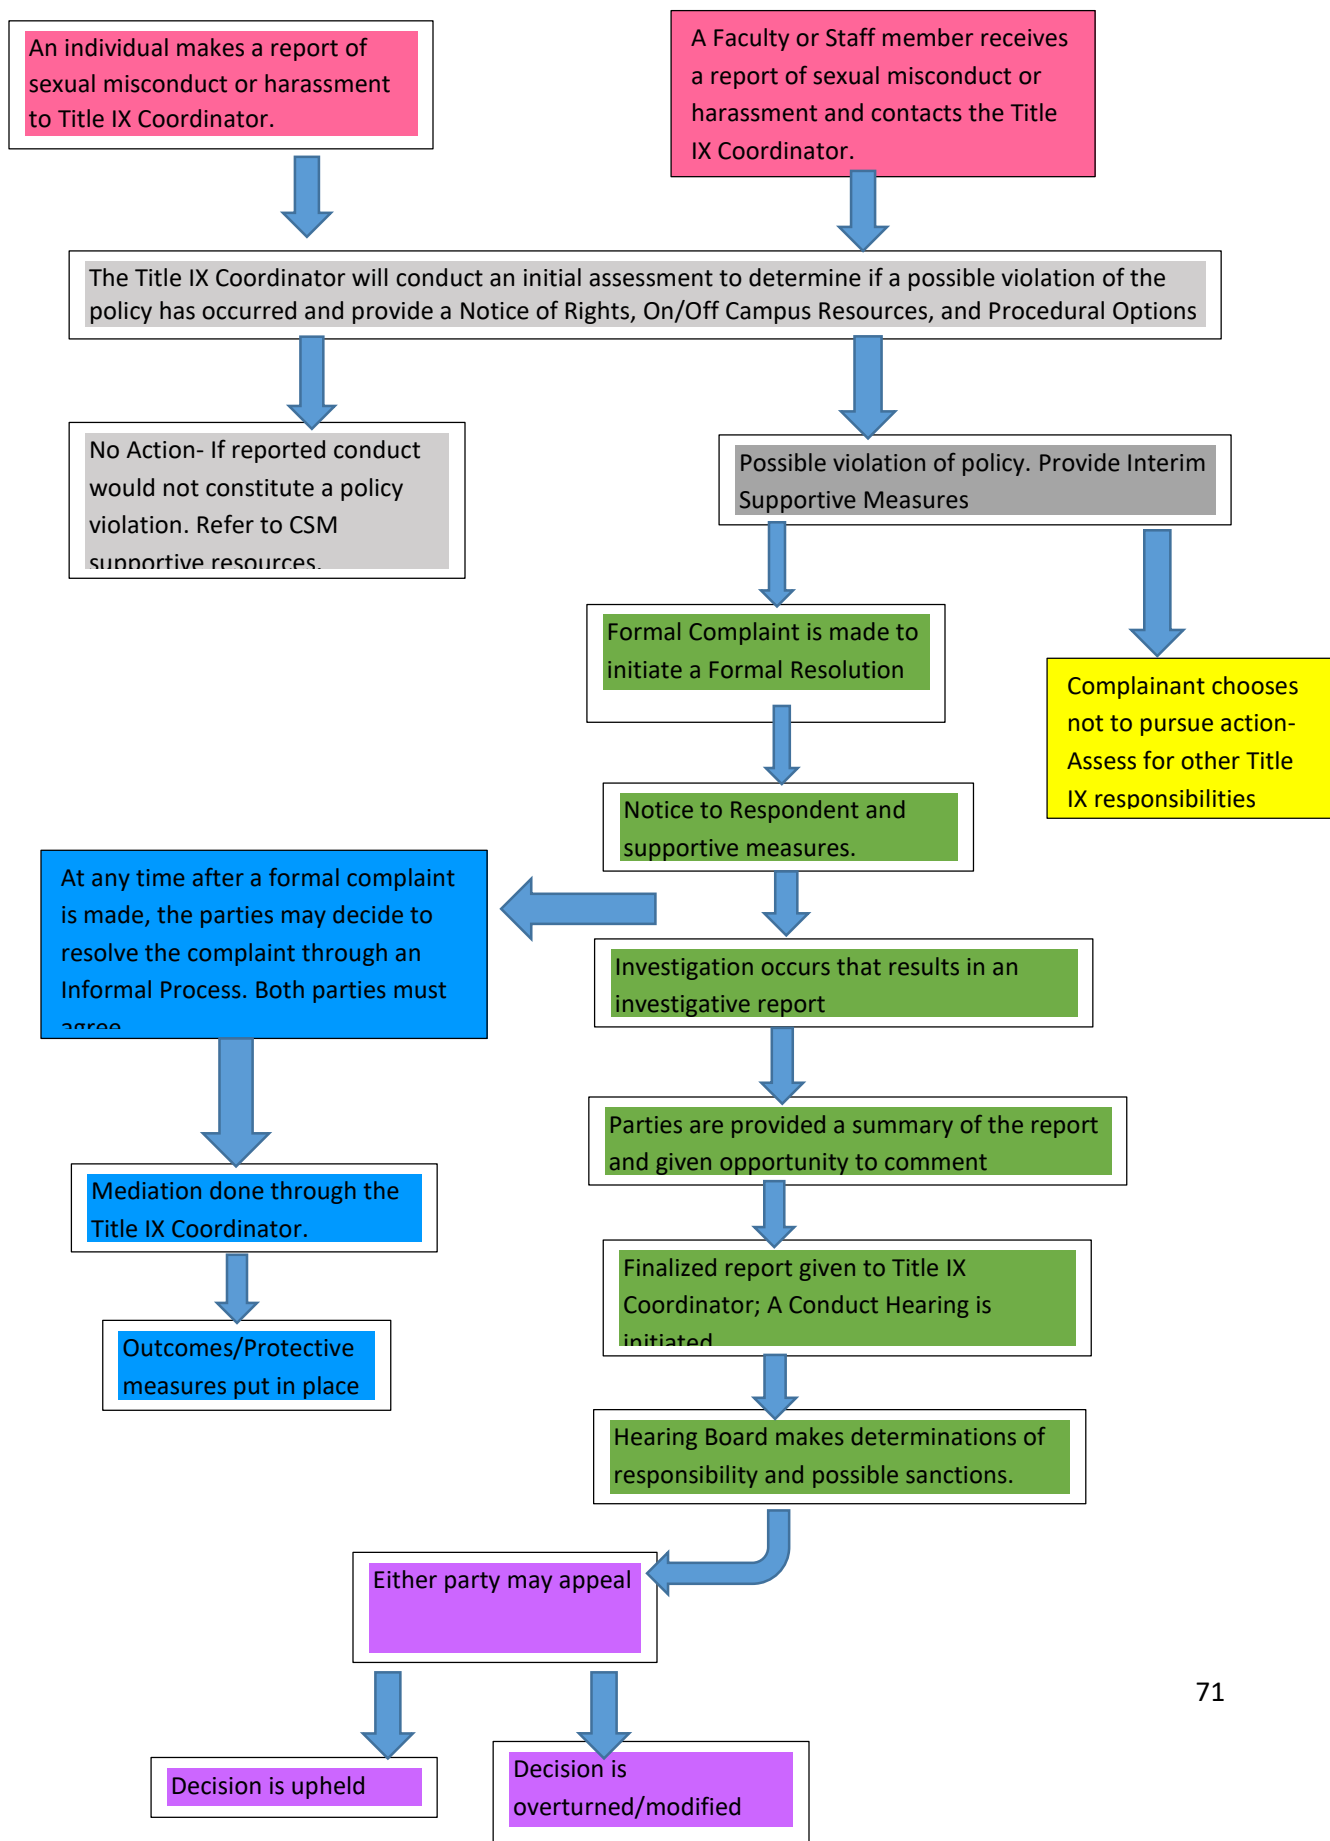 An individual makes a report of
sexual misconduct or harassment
to Title IX Coordinator.
A Faculty or Staff member receives
a report of sexual misconduct or
harassment and contacts the Title
IX Coordinator.
The Title IX Coordinator will conduct an initial assessment to determine if a possible violation of the
policy has occurred and provide a Notice of Rights, On/Off Campus Resources, and Procedural Options
No Action- If reported conduct
would not constitute a policy
violation. Refer to CSM
supportive resources.
Possible violation of policy. Provide Interim
Supportive Measures
Formal Complaint is made to
initiate a Formal Resolution
Complainant chooses
not to pursue action-
Assess for other Title
IX responsibilities
Notice to Respondent and
supportive measures.
At any time after a formal complaint
is made, the parties may decide to
resolve the complaint through an
Informal Process. Both parties must
agree
Investigation occurs that results in an
investigative report
Parties are provided a summary of the report
and given opportunity to comment
Mediation done through the
Title IX Coordinator.
Finalized report given to Title IX
Coordinator; A Conduct Hearing is
initiated
Outcomes/Protective
measures put in place
Hearing Board makes determinations of
responsibility and possible sanctions.
Either party may appeal
71
Decision is upheld
Decision is
overturned/modified